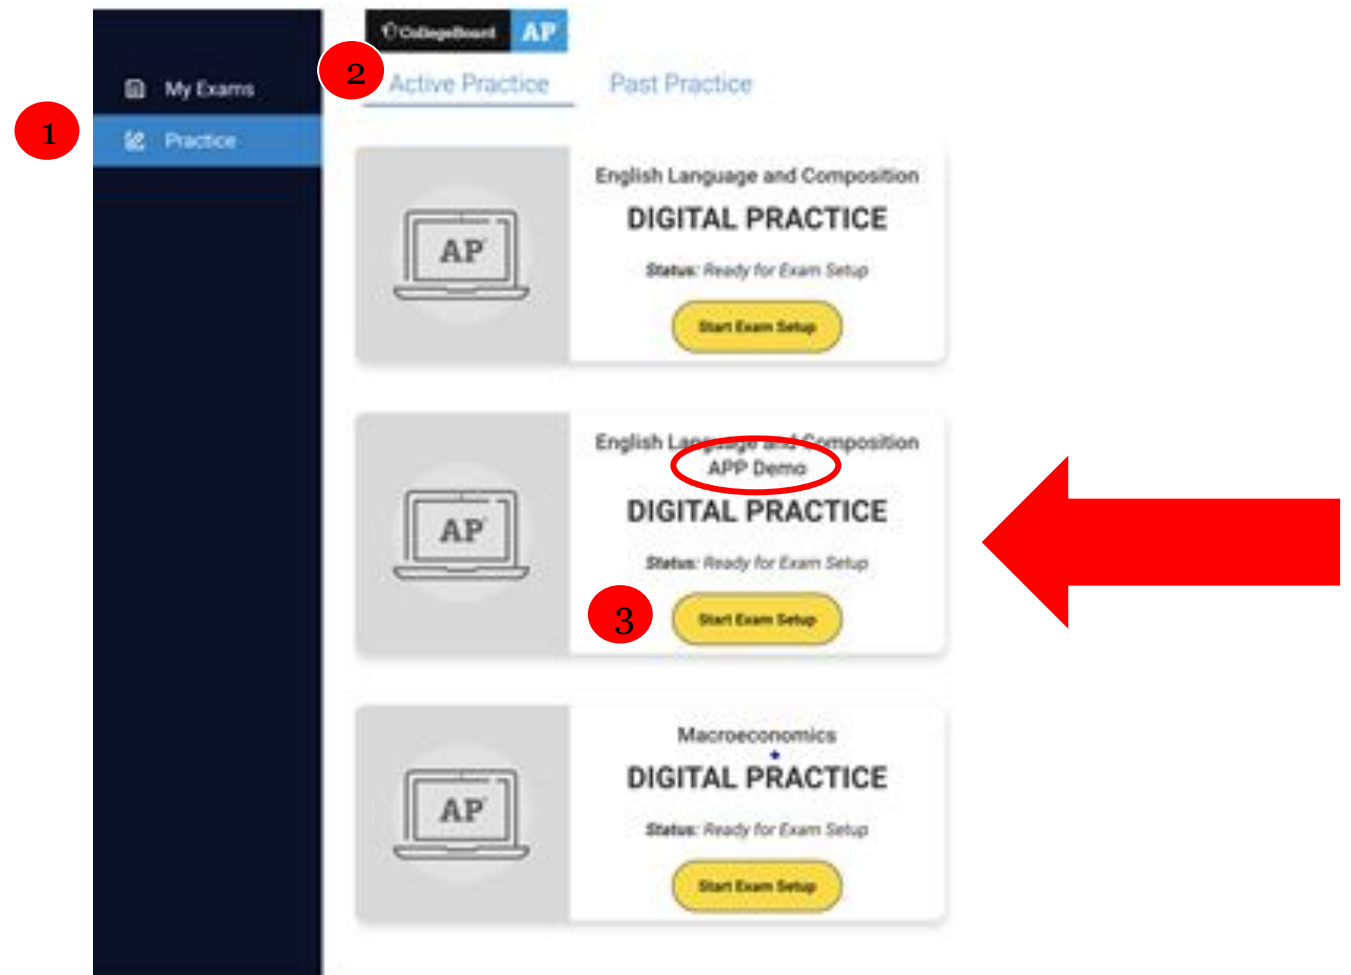 CollegeBoard AP
2
Active Practice Past Practice
My Exams
1
Practice
English Language and Composition
DIGITAL PRACTICE
AP
Status: Ready for Exam Setup
Start Exam Setup
English Language and Composition
APP Demo
DIGITAL PRACTICE
AP
Status: Ready for Exam Setup
3
Start Exam Setup
Macroeconomics
DIGITAL PRACTICE
AP
Status: Ready for Exam Setup
Start Exam Setup